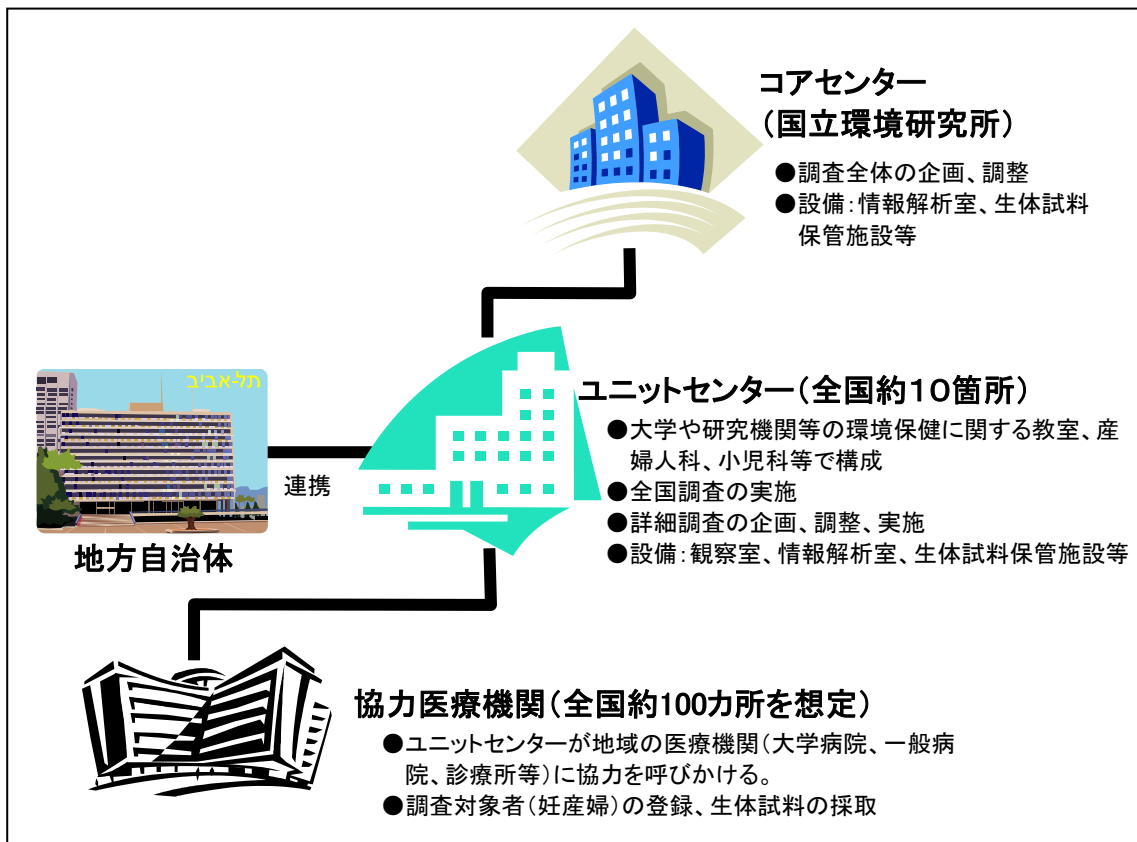 コアセンター
(国立環境研究所)
●調査全体の企画、調整
●設備:情報解析室、生体試料
保管施設等
תל-אביב
ユニットセンター(全国約10箇所)
●大学や研究機関等の環境保健に関する教室、産
婦人科、小児科等で構成
●全国調査の実施
●詳細調査の企画、調整、実施
●設備:観察室、情報解析室、生体試料保管施設等
連携
地方自治体
協力医療機関(全国約100カ所を想定)
●ユニットセンターが地域の医療機関(大学病院、一般病
院、診療所等)に協力を呼びかける。
●調査対象者(妊産婦)の登録、生体試料の採取